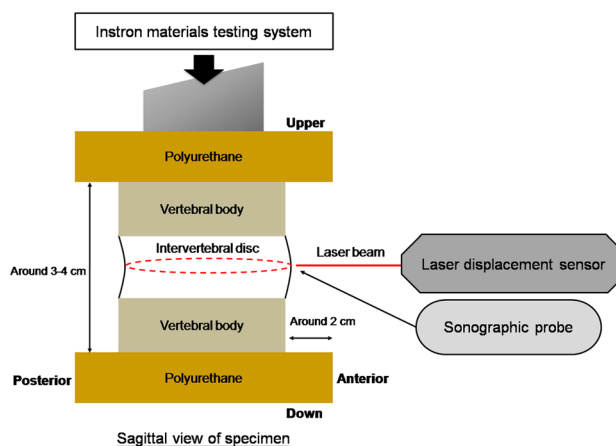 Instron materials testing system
Upper
Polyurethane
Vertebral body
Intervertebral disc
Laser beam
Around 3-4 cm
Laser displacement sensor
Sonographic probe
Vertebral body
Around 2 cm
Posterior
Polyurethane
Anterior
Down
Sagittal view of specimen